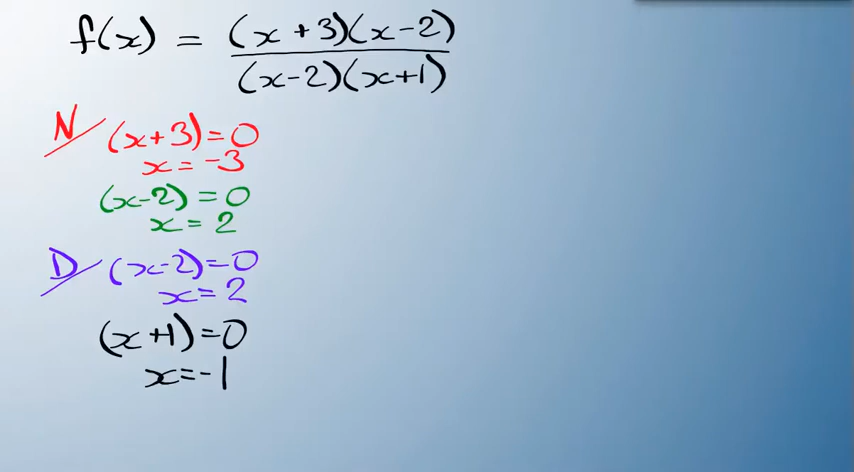 f(x) = (x+3)(x-2)
(x-2)(x+1)
N (x+3)=0
x=-3
(x-2)=0
x=2
D (x-2)=0
x=2
(x+1)=0
x=-1